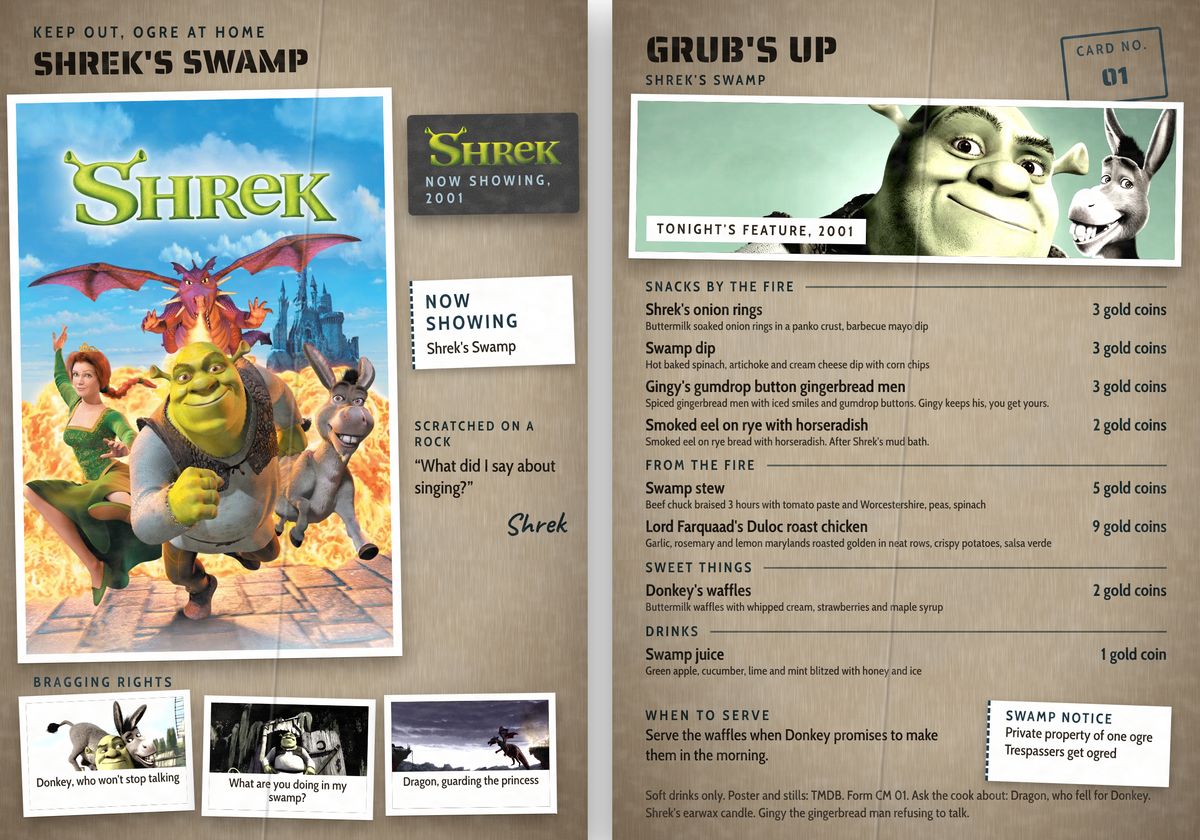 KEEP OUT, OGRE AT HOME
SHREK'S SWAMP
SHREK
SHREK
NOW SHOWING,
2001
NOW
SHOWING
Shrek's Swamp
SCRATCHED ON A
ROCK
“What did I say about
singing?”
Shrek
BRAGGING RIGHTS
Donkey, who won't stop talking
What are you doing in my
swamp?
Dragon, guarding the princess
GRUB'S UP
SHREK'S SWAMP
CARD NO.
01
TONIGHT'S FEATURE, 2001
SNACKS BY THE FIRE
Shrek's onion rings 3 gold coins
Buttermilk soaked onion rings in a panko crust, barbecue mayo dip
Swamp dip 3 gold coins
Hot baked spinach, artichoke and cream cheese dip with corn chips
Gingy's gumdrop button gingerbread men 3 gold coins
Spiced gingerbread men with iced smiles and gumdrop buttons. Gingy keeps his, you get yours.
Smoked eel on rye with horseradish 2 gold coins
Smoked eel on rye bread with horseradish. After Shrek's mud bath.
FROM THE FIRE
Swamp stew 5 gold coins
Beef chuck braised 3 hours with tomato paste and Worcestershire, peas, spinach
Lord Farquaad's Duloc roast chicken 9 gold coins
Garlic, rosemary and lemon marylands roasted golden in neat rows, crispy potatoes, salsa verde
SWEET THINGS
Donkey's waffles 2 gold coins
Buttermilk waffles with whipped cream, strawberries and maple syrup
DRINKS
Swamp juice 1 gold coin
Green apple, cucumber, lime and mint blitzed with honey and ice
WHEN TO SERVE
Serve the waffles when Donkey promises to make
them in the morning.
SWAMP NOTICE
Private property of one ogre
Trespassers get ogred
Soft drinks only. Poster and stills: TMDB. Form CM 01. Ask the cook about: Dragon, who fell for Donkey.
Shrek's earwax candle. Gingy the gingerbread man refusing to talk.